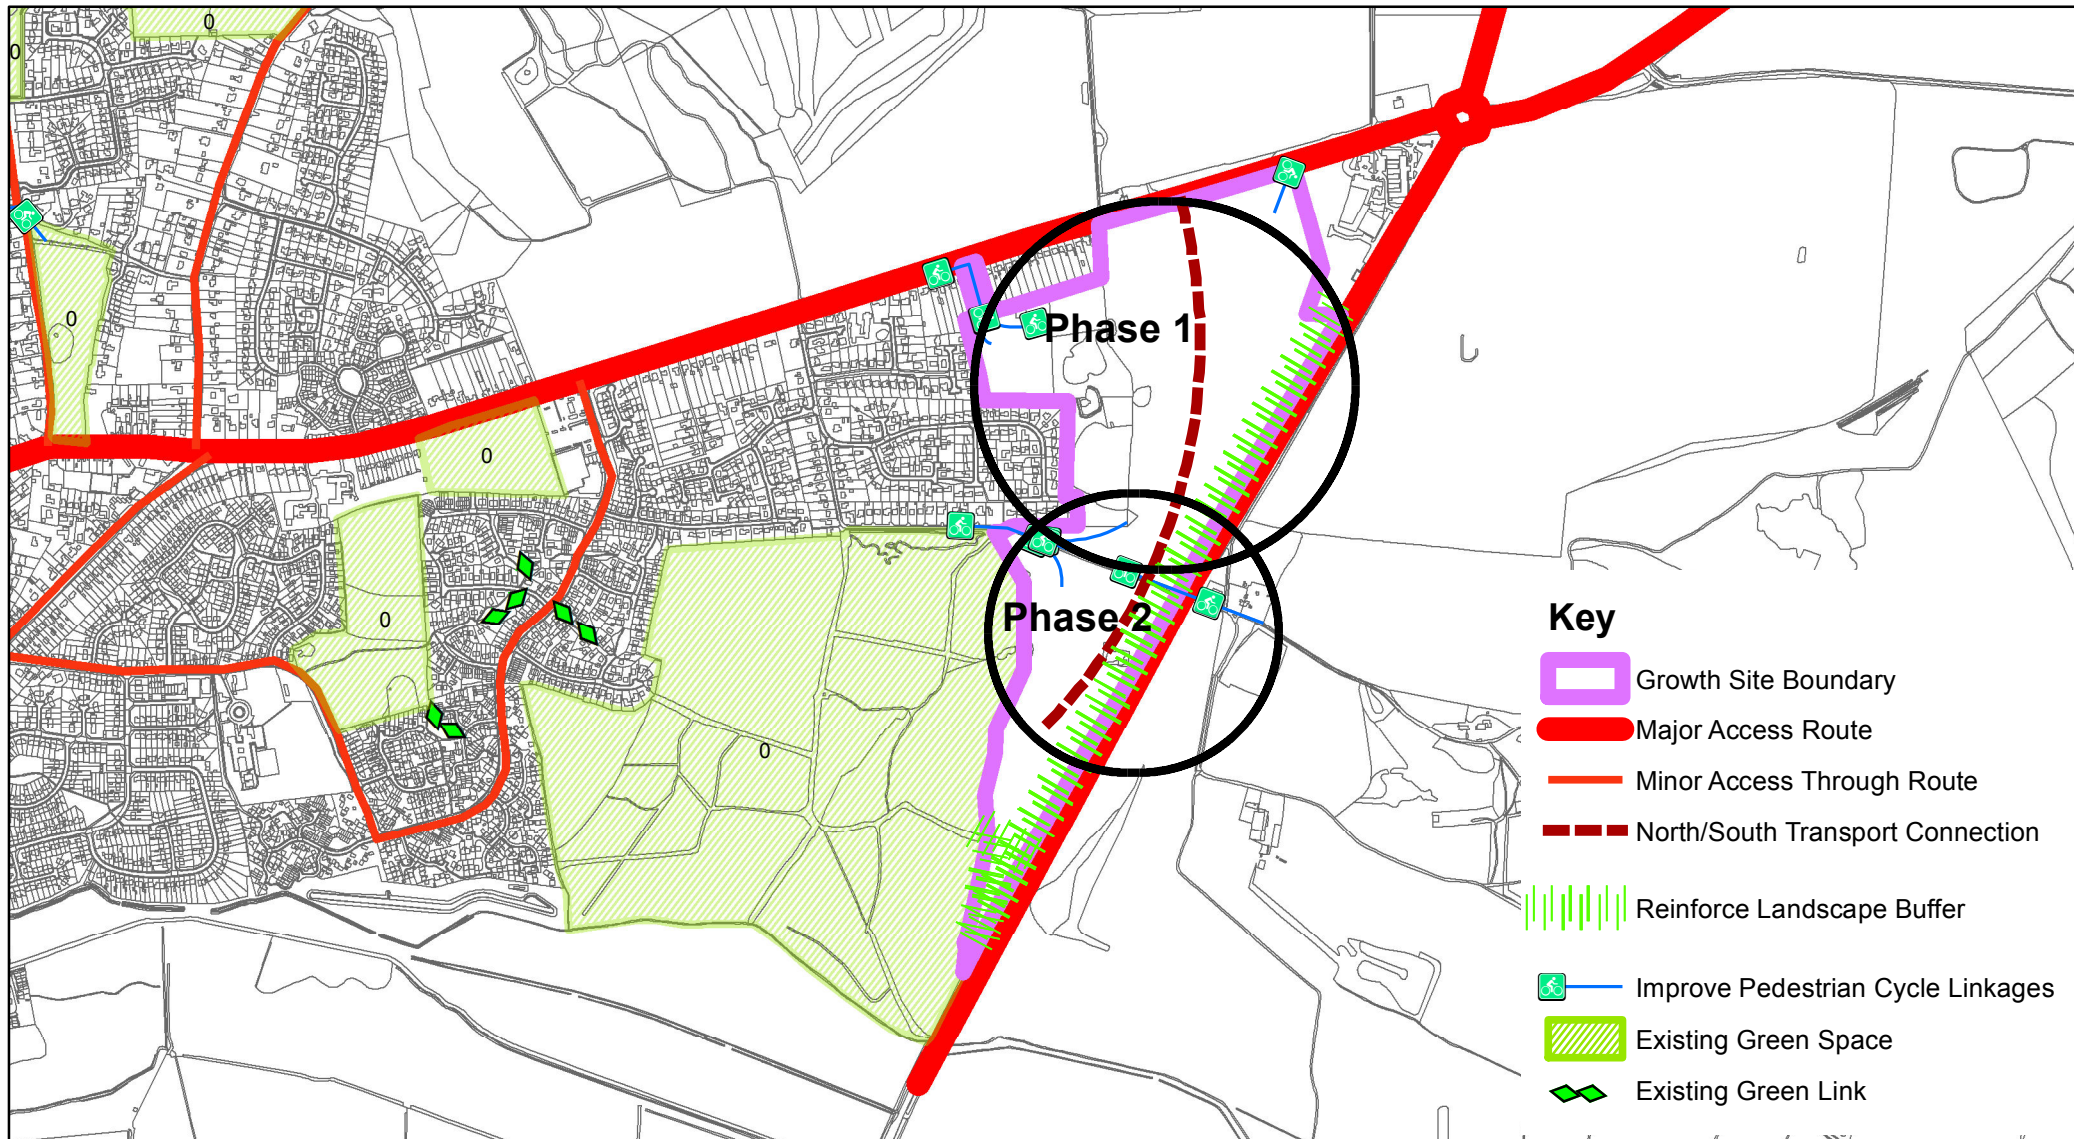 0
0
0
Phase 1
0
0
Phase 2
0
Key
Growth Site Boundary
Major Access Route
Minor Access Through Route
North/South Transport Connection
Reinforce Landscape Buffer
Improve Pedestrian Cycle Linkages
Existing Green Space
Existing Green Link